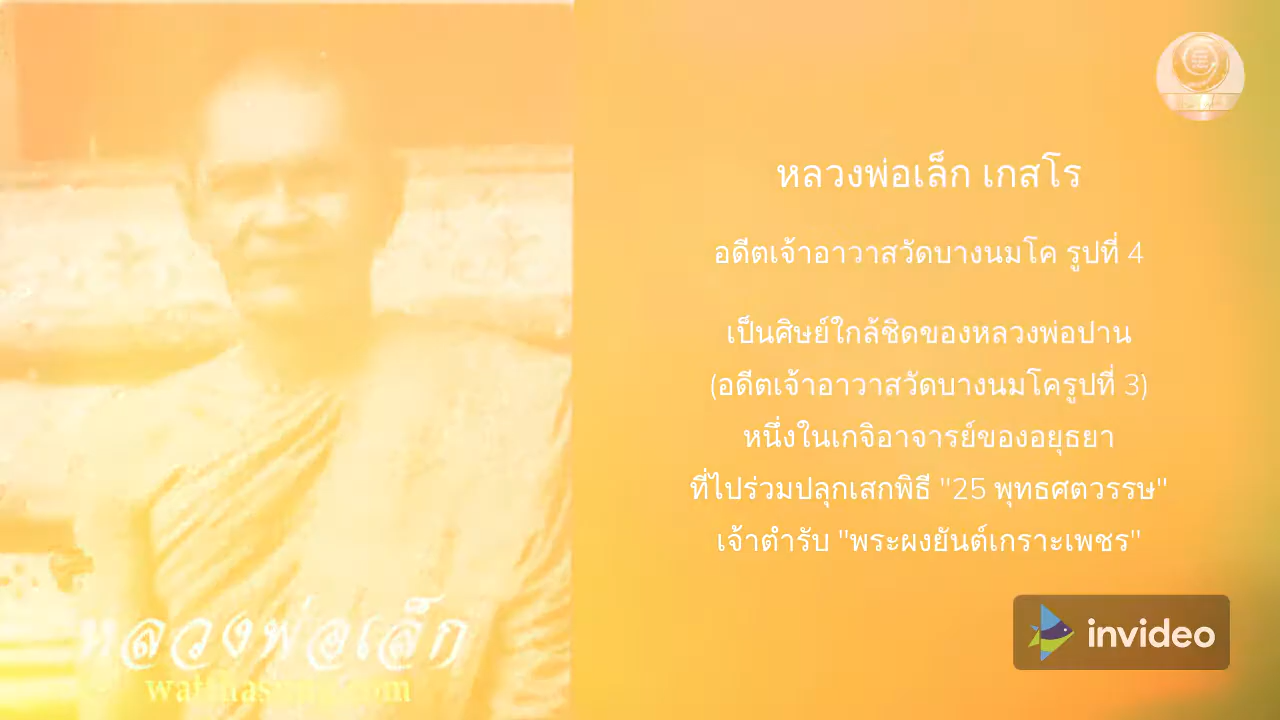 หลวงพ่อเล็ก เกสโร
อดีตเจ้าอาวาสวัดบางนมโค รูปที่ 4
เป็นศิษย์ใกล้ชิดของหลวงพ่อปาน
(อดีตเจ้าอาวาสวัดบางนมโครูปที่ 3)
หนึ่งในเกจิอาจารย์ของอยุธยา
ที่ไปร่วมปลุกเสกพิธี "25 พุทธศตวรรษ"
เจ้าตำรับ "พระผงยันต์เกราะเพชร"
หลวงพ่อเล็ก
invideo